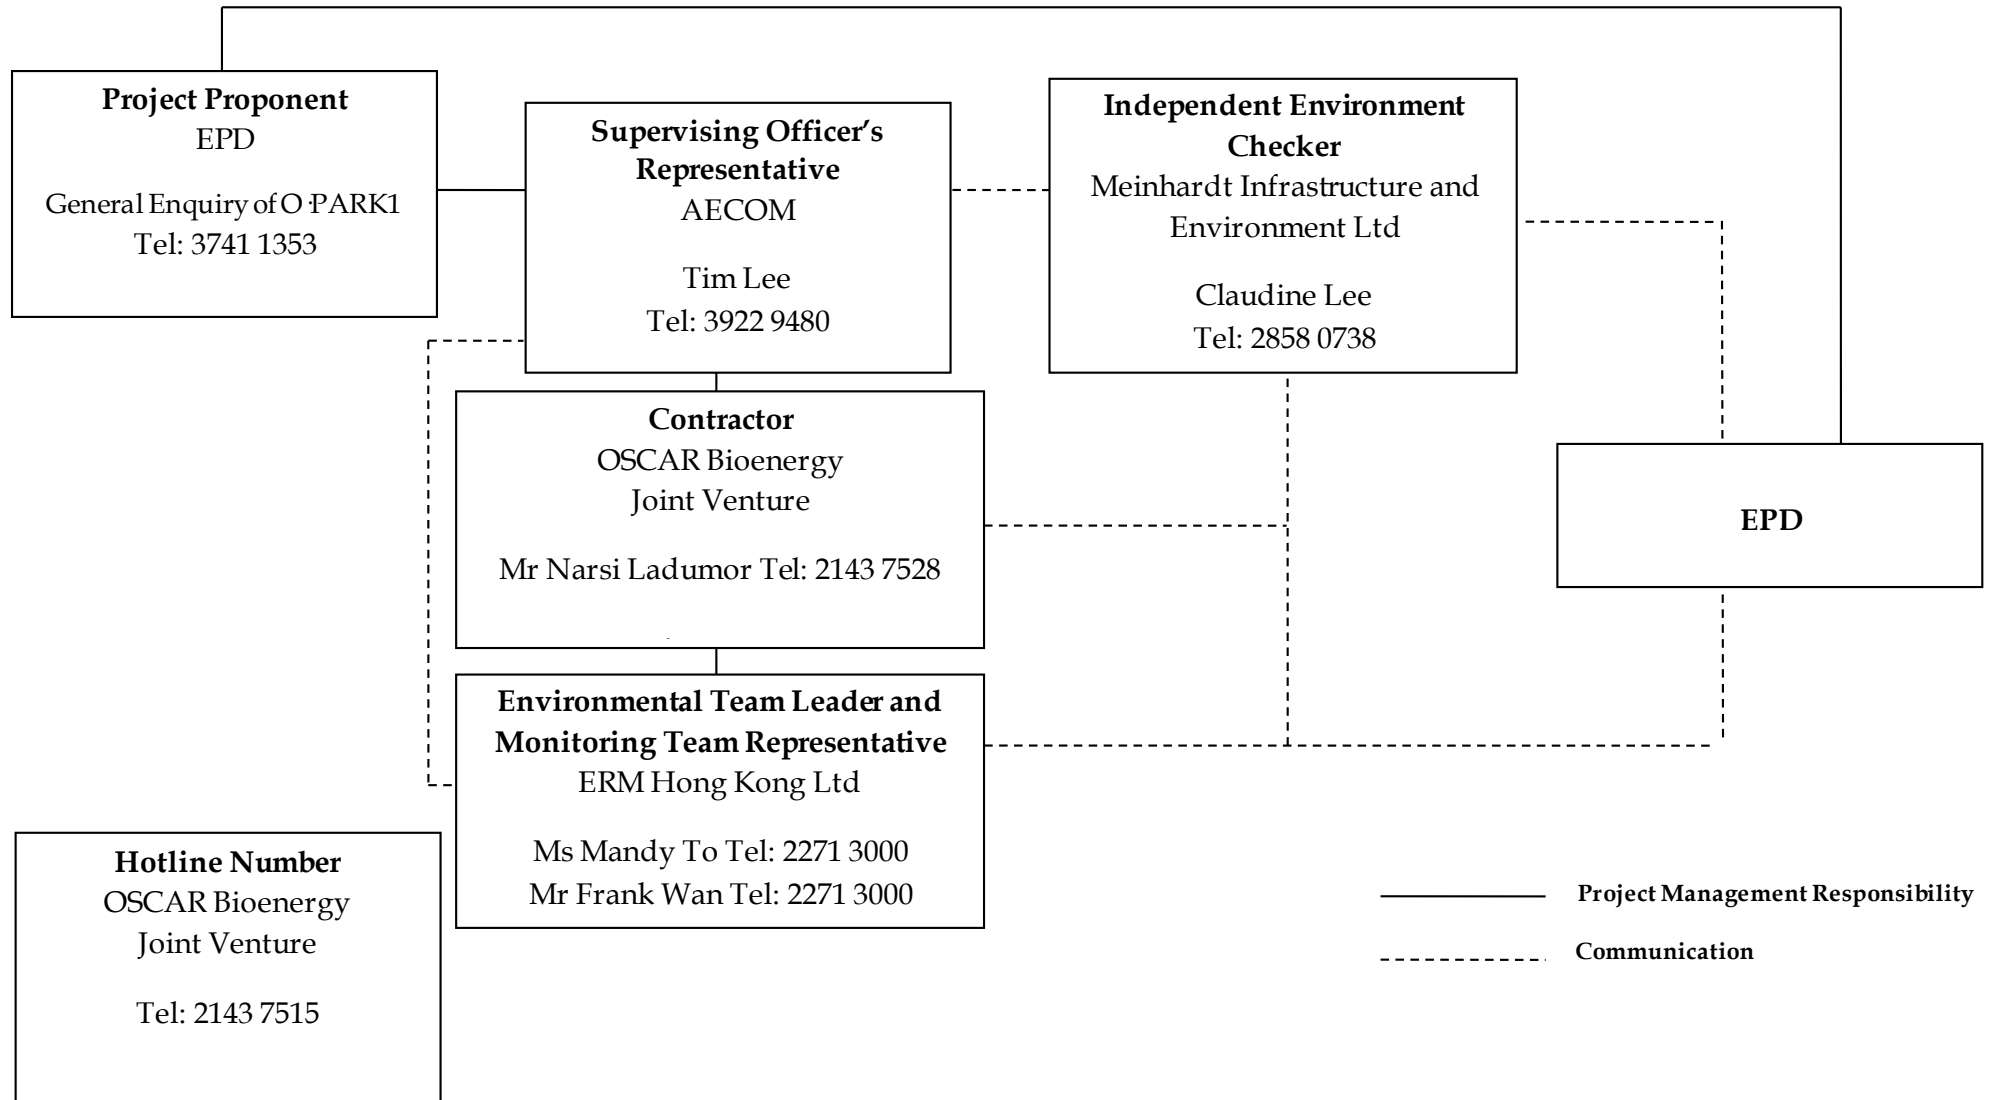 Project Proponent
EPD
General Enquiry of O·PARK1
Tel: 3741 1353
Supervising Officer’s
Representative
AECOM
Tim Lee
Tel: 3922 9480
Independent Environment
Checker
Meinhardt Infrastructure and
Environment Ltd
Claudine Lee
Tel: 2858 0738
Contractor
OSCAR Bioenergy
Joint Venture
Mr Narsi Ladumor Tel: 2143 7528
EPD
Environmental Team Leader and
Monitoring Team Representative
ERM Hong Kong Ltd
Ms Mandy To Tel: 2271 3000
Mr Frank Wan Tel: 2271 3000
Hotline Number
OSCAR Bioenergy
Joint Venture
Tel: 2143 7515
Project Management Responsibility
Communication